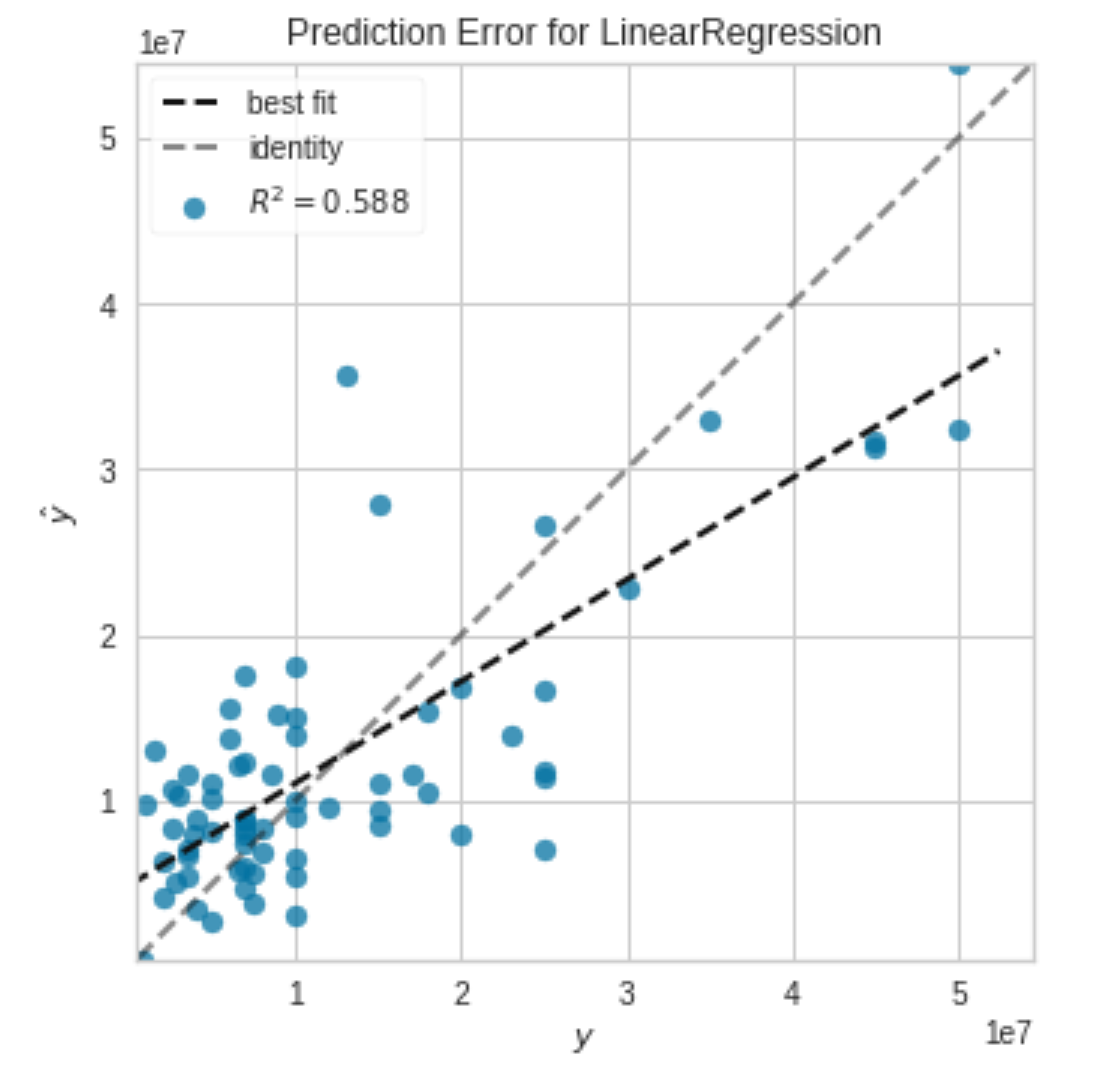 Prediction Error for LinearRegression
1e7
best fit
identity
R² = 0.588
5
4
3
2
1
ŷ
1 2 3 4 5
1e7
y